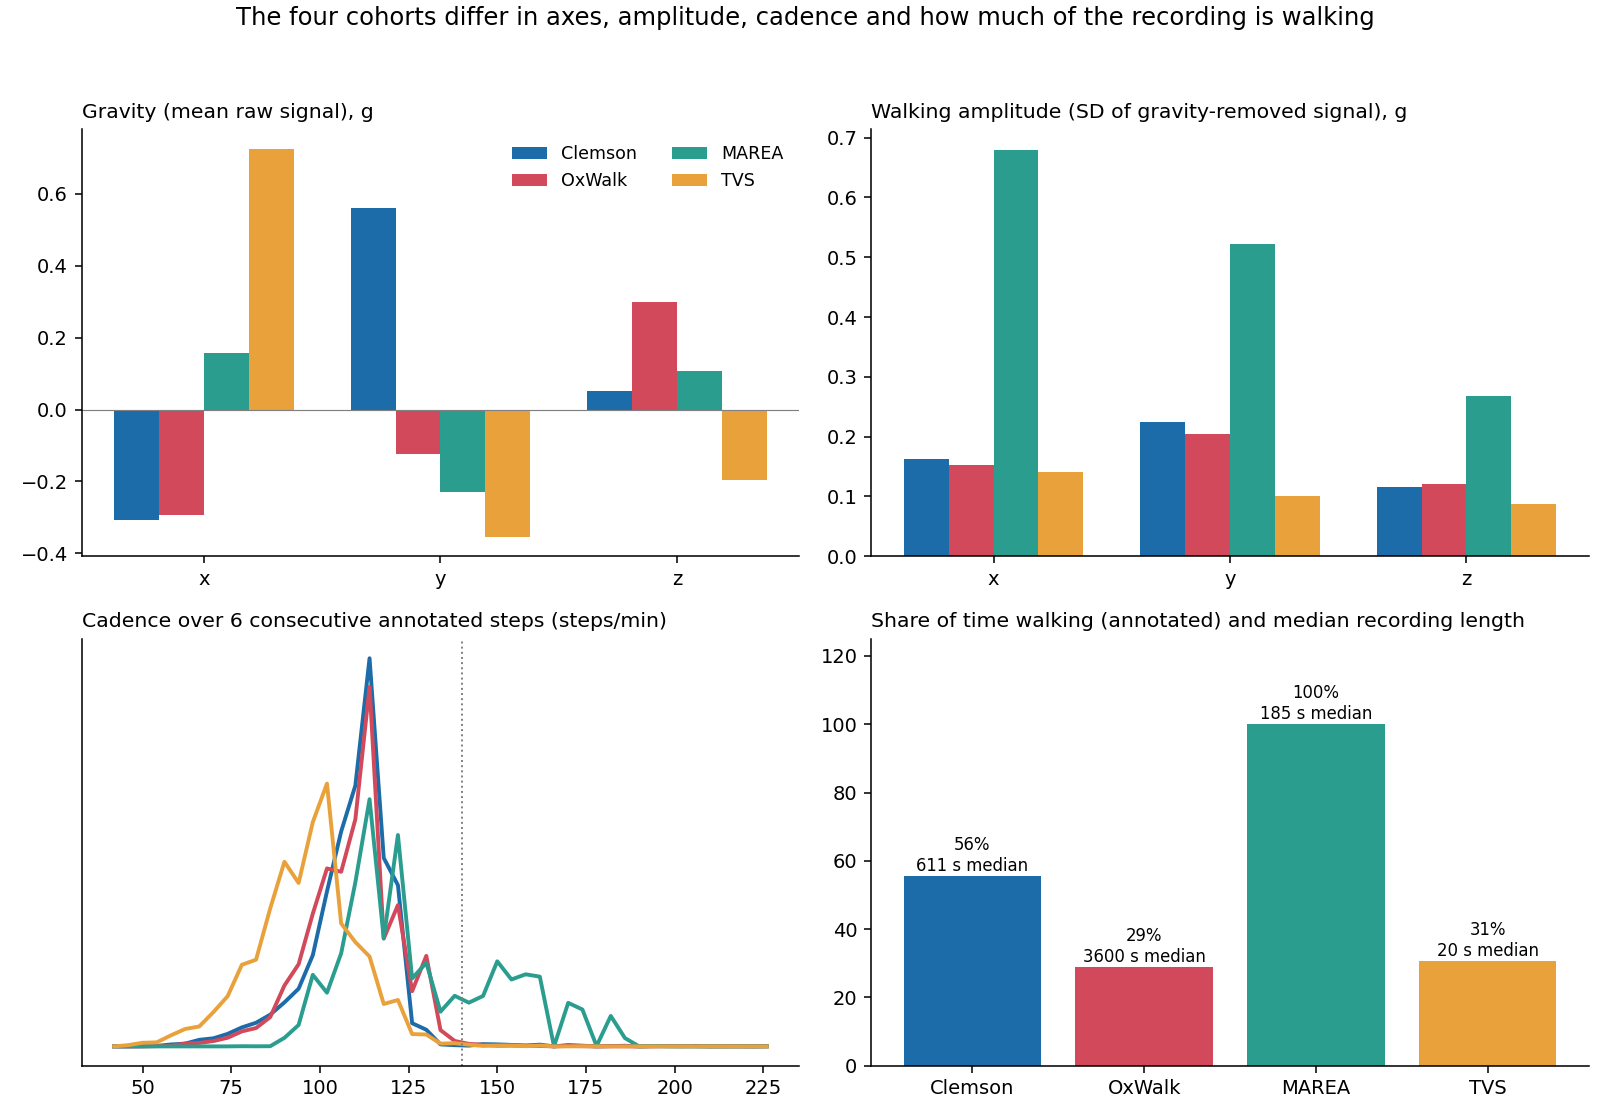 The four cohorts differ in axes, amplitude, cadence and how much of the recording is walking
Gravity (mean raw signal), g
Clemson
OxWalk
MAREA
TVS
0.6
0.4
0.2
0.0
−0.2
−0.4
x
y
z
Walking amplitude (SD of gravity-removed signal), g
0.7
0.6
0.5
0.4
0.3
0.2
0.1
0.0
x
y
z
Cadence over 6 consecutive annotated steps (steps/min)
50
75
100
125
150
175
200
225
Share of time walking (annotated) and median recording length
120
100
80
60
40
20
0
56%
611 s median
29%
3600 s median
100%
185 s median
31%
20 s median
Clemson
OxWalk
MAREA
TVS